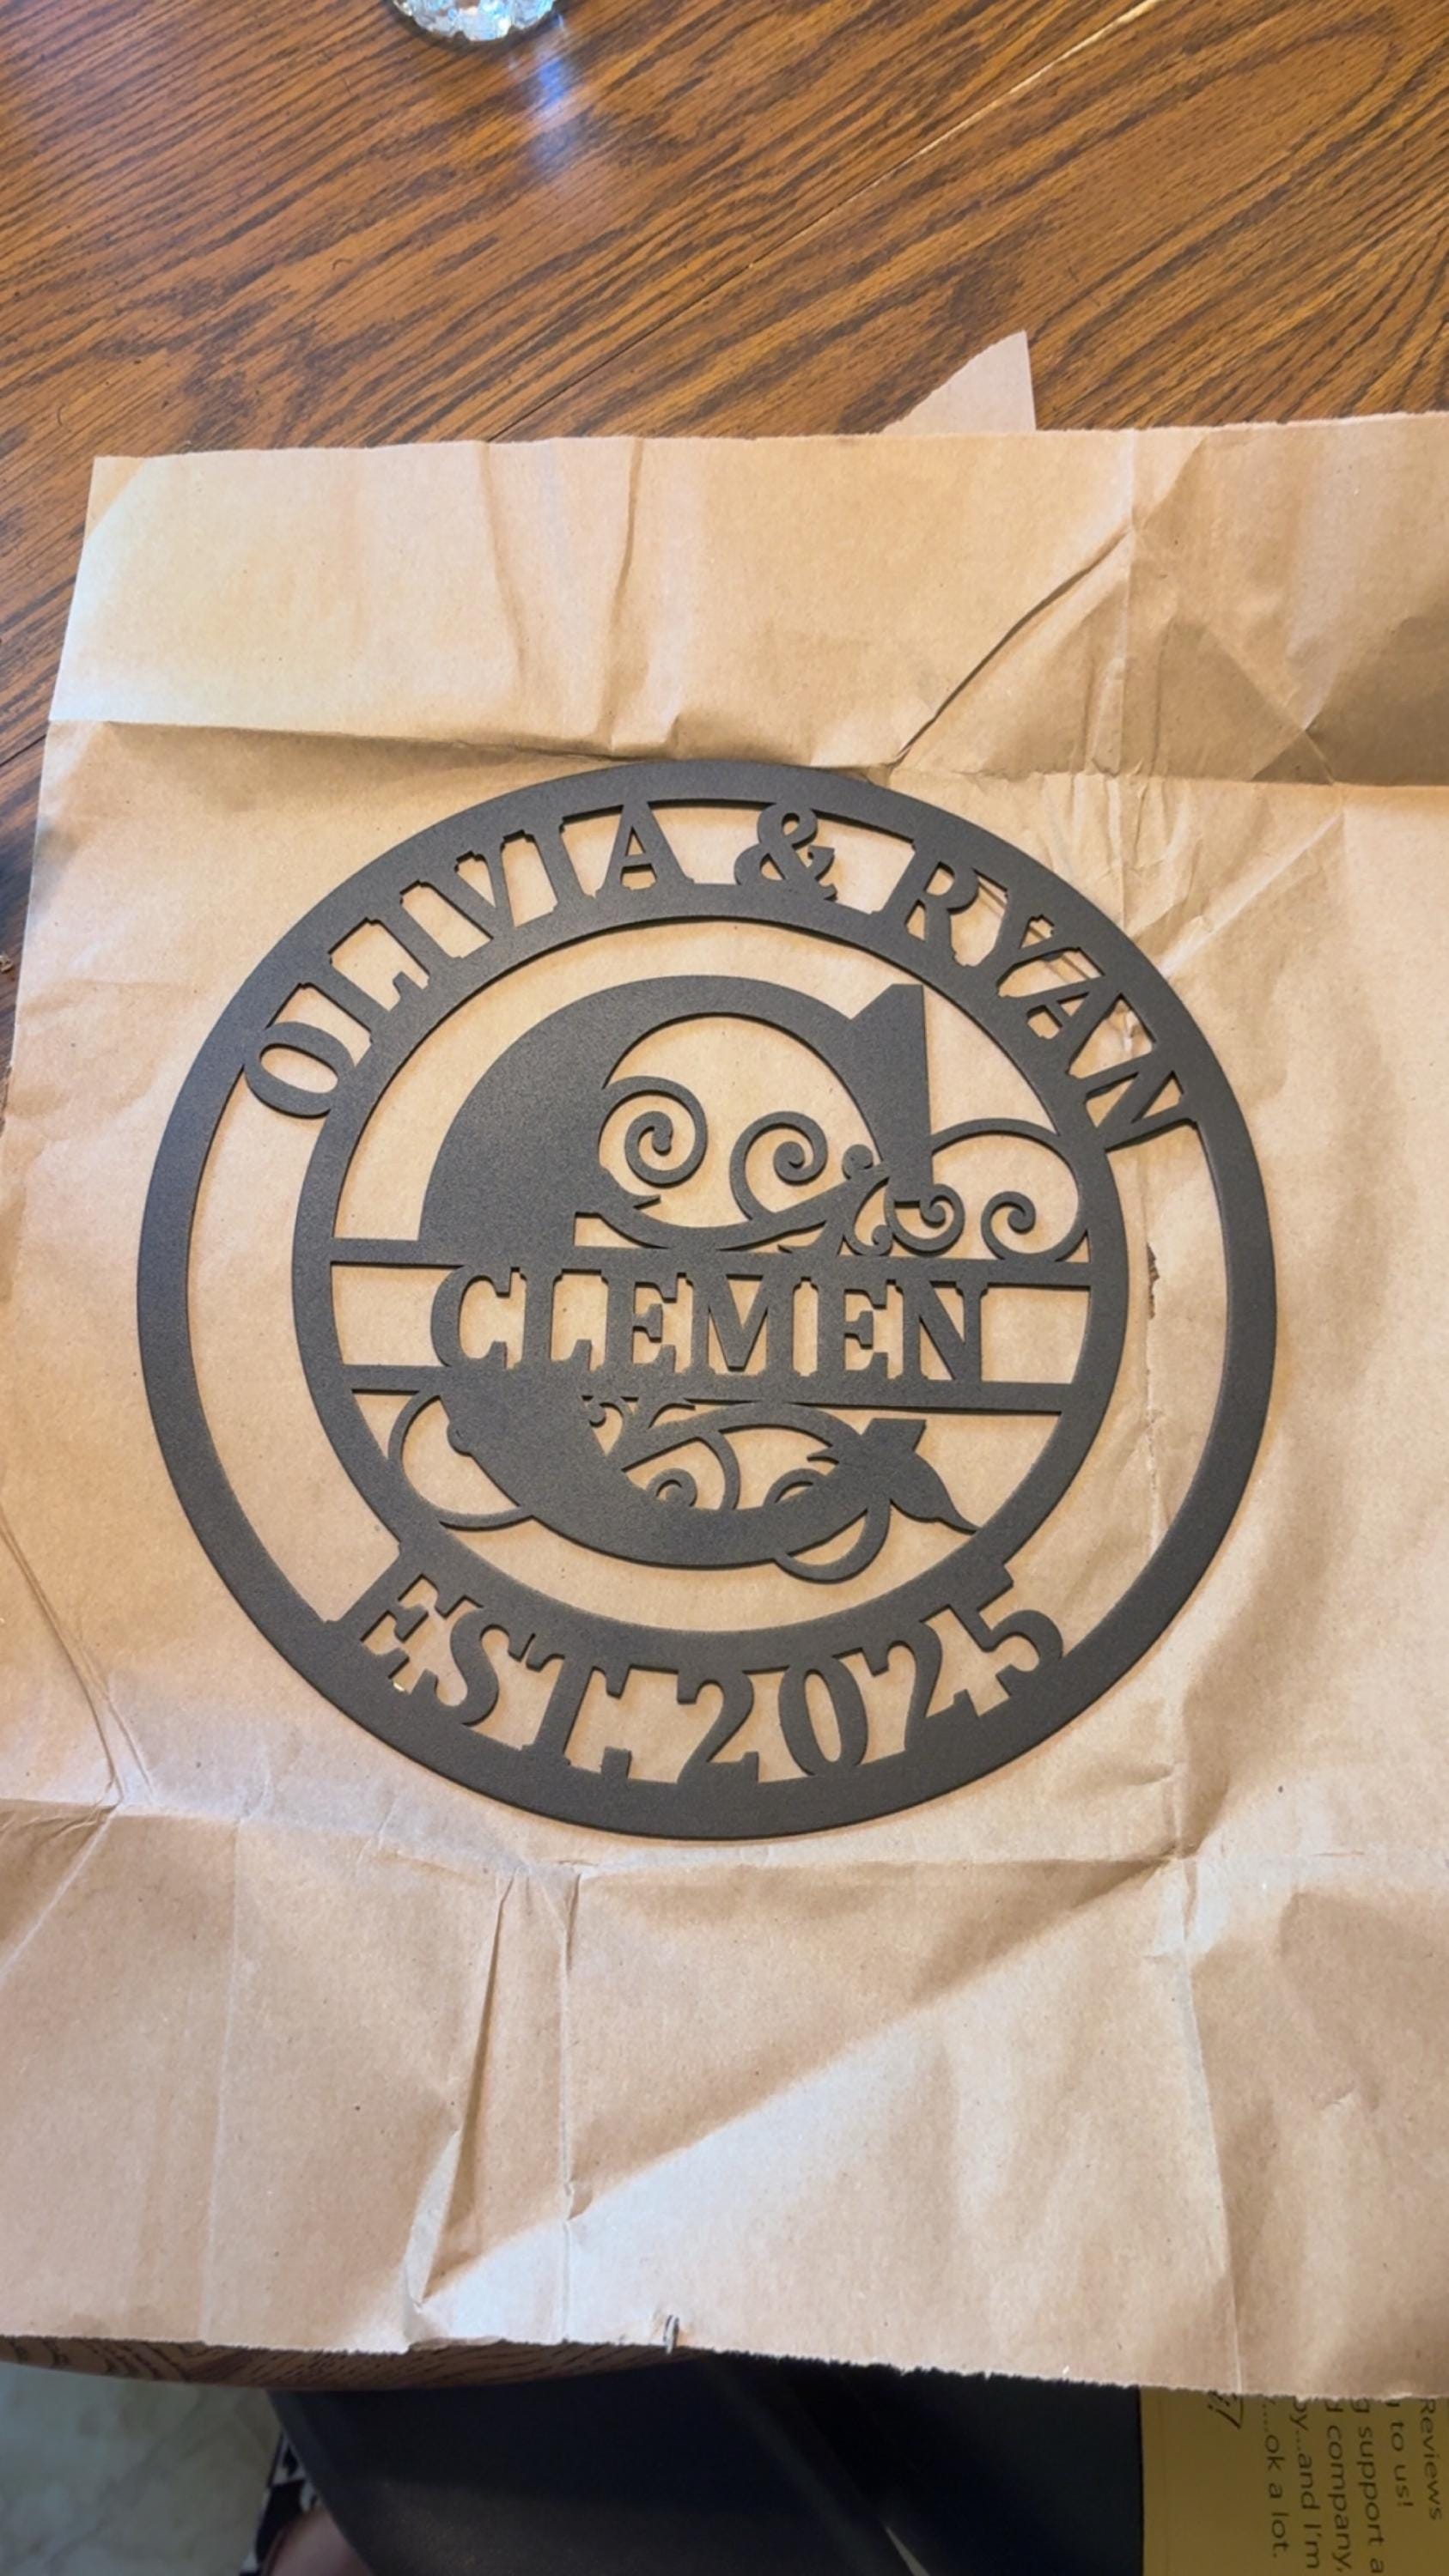 OLIVIA & RYAN
C
CLEMEN
EST. 2025
Reviews
to us!
support a
company,
...and I'm
...ok a lot.